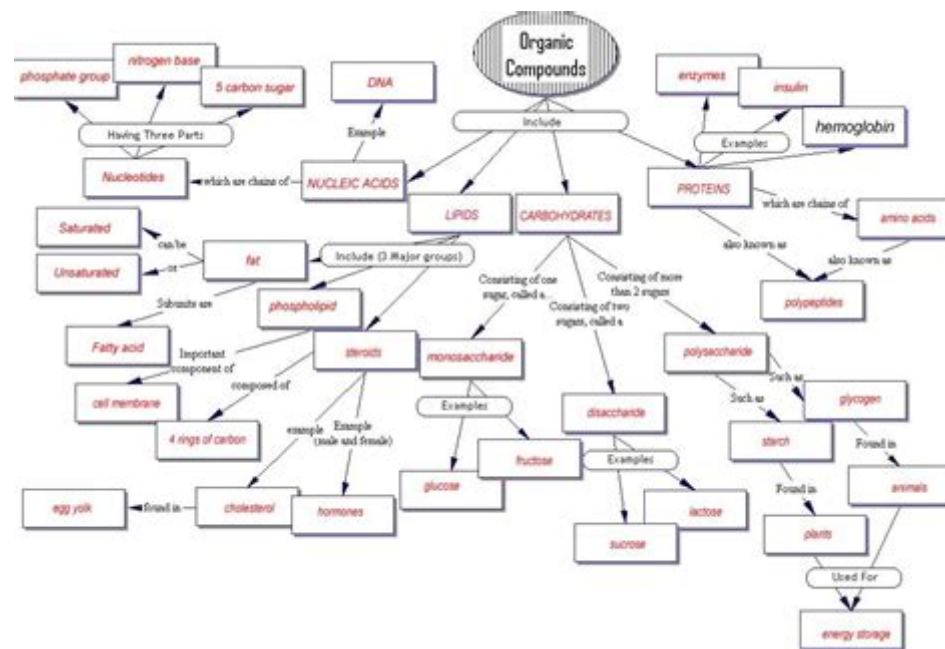 Organic
Compounds
phosphate group
nitrogen base
5 carbon sugar
DNA
enzymes
insulin
hemoglobin
Having Three Parts
Example
Include
Examples
Nucleotides
which are chains of
NUCLEIC ACIDS
PROTEINS
LIPIDS
CARBOHYDRATES
which are chains of
amino acids
Saturated
can be
Unsaturated
or
fat
Include (3 Major groups)
also known as
also known as
polypeptides
Consisting of one
sugar, called a...
Consisting of two
sugars, called a
Consisting of more
than 2 sugars
Subunits are
phospholipid
Fatty acid
Important
component of
steroids
monosaccharide
polysaccharide
cell membrane
composed of
Examples
disaccharide
Such as
Such as
glycogen
4 rings of carbon
example
Example
(male and female)
fructose
Examples
starch
Found in
egg yolk
found in
cholesterol
hormones
glucose
lactose
sucrose
Found in
animals
plants
Used For
energy storage